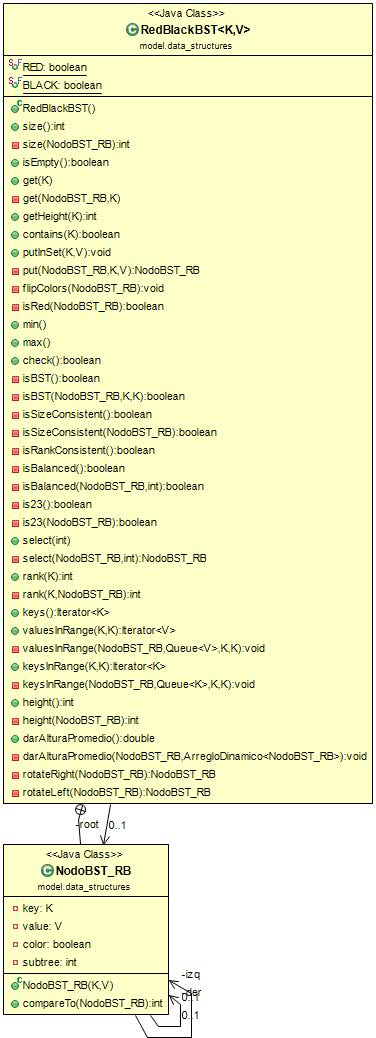 <<Java Class>>
RedBlackBST<K,V>
model.data_structures
RED: boolean
BLACK: boolean
RedBlackBST()
size():int
size(NodoBST_RB):int
isEmpty():boolean
get(K)
get(NodoBST_RB,K)
getHeight(K):int
contains(K):boolean
putInSet(K,V):void
put(NodoBST_RB,K,V):NodoBST_RB
flipColors(NodoBST_RB):void
isRed(NodoBST_RB):boolean
min()
max()
check():boolean
isBST():boolean
isBST(NodoBST_RB,K,K):boolean
isSizeConsistent():boolean
isSizeConsistent(NodoBST_RB):boolean
isRankConsistent():boolean
isBalanced():boolean
isBalanced(NodoBST_RB,int):boolean
is23():boolean
is23(NodoBST_RB):boolean
select(int)
select(NodoBST_RB,int):NodoBST_RB
rank(K):int
rank(K,NodoBST_RB):int
keys():Iterator<K>
valuesInRange(K,K):Iterator<V>
valuesInRange(NodoBST_RB,Queue<V>,K,K):void
keysInRange(K,K):Iterator<K>
keysInRange(NodoBST_RB,Queue<K>,K,K):void
height():int
height(NodoBST_RB):int
darAlturaPromedio():double
darAlturaPromedio(NodoBST_RB,ArregloDinamico<NodoBST_RB>):void
rotateRight(NodoBST_RB):NodoBST_RB
rotateLeft(NodoBST_RB):NodoBST_RB
-root 0..1
<<Java Class>>
NodoBST_RB
model.data_structures
key: K
value: V
color: boolean
subtree: int
NodoBST_RB(K,V)
compareTo(NodoBST_RB):int
-izq
-der
0..1
0..1